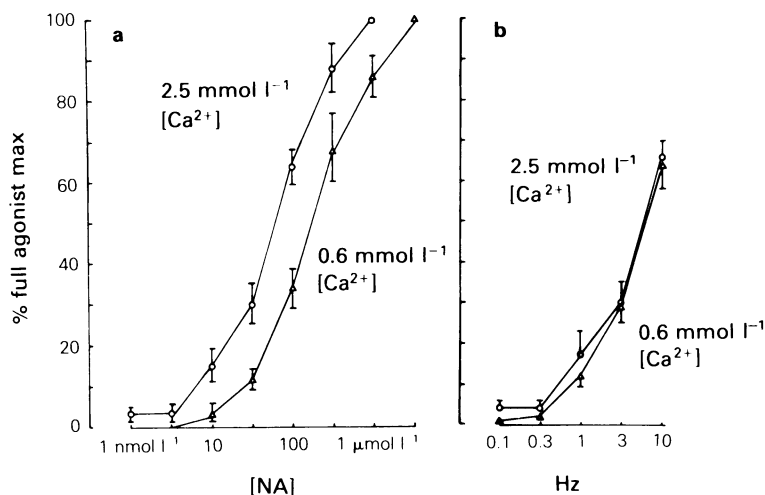 a
100
80
60
40
20
0
% full agonist max
2.5 mmol l⁻¹
[Ca²⁺]
0.6 mmol l⁻¹
[Ca²⁺]
1 nmol l⁻¹ 10 100 1 μmol l⁻¹
[NA]
b
2.5 mmol l⁻¹
[Ca²⁺]
0.6 mmol l⁻¹
[Ca²⁺]
0.1 0.3 1 3 10
Hz